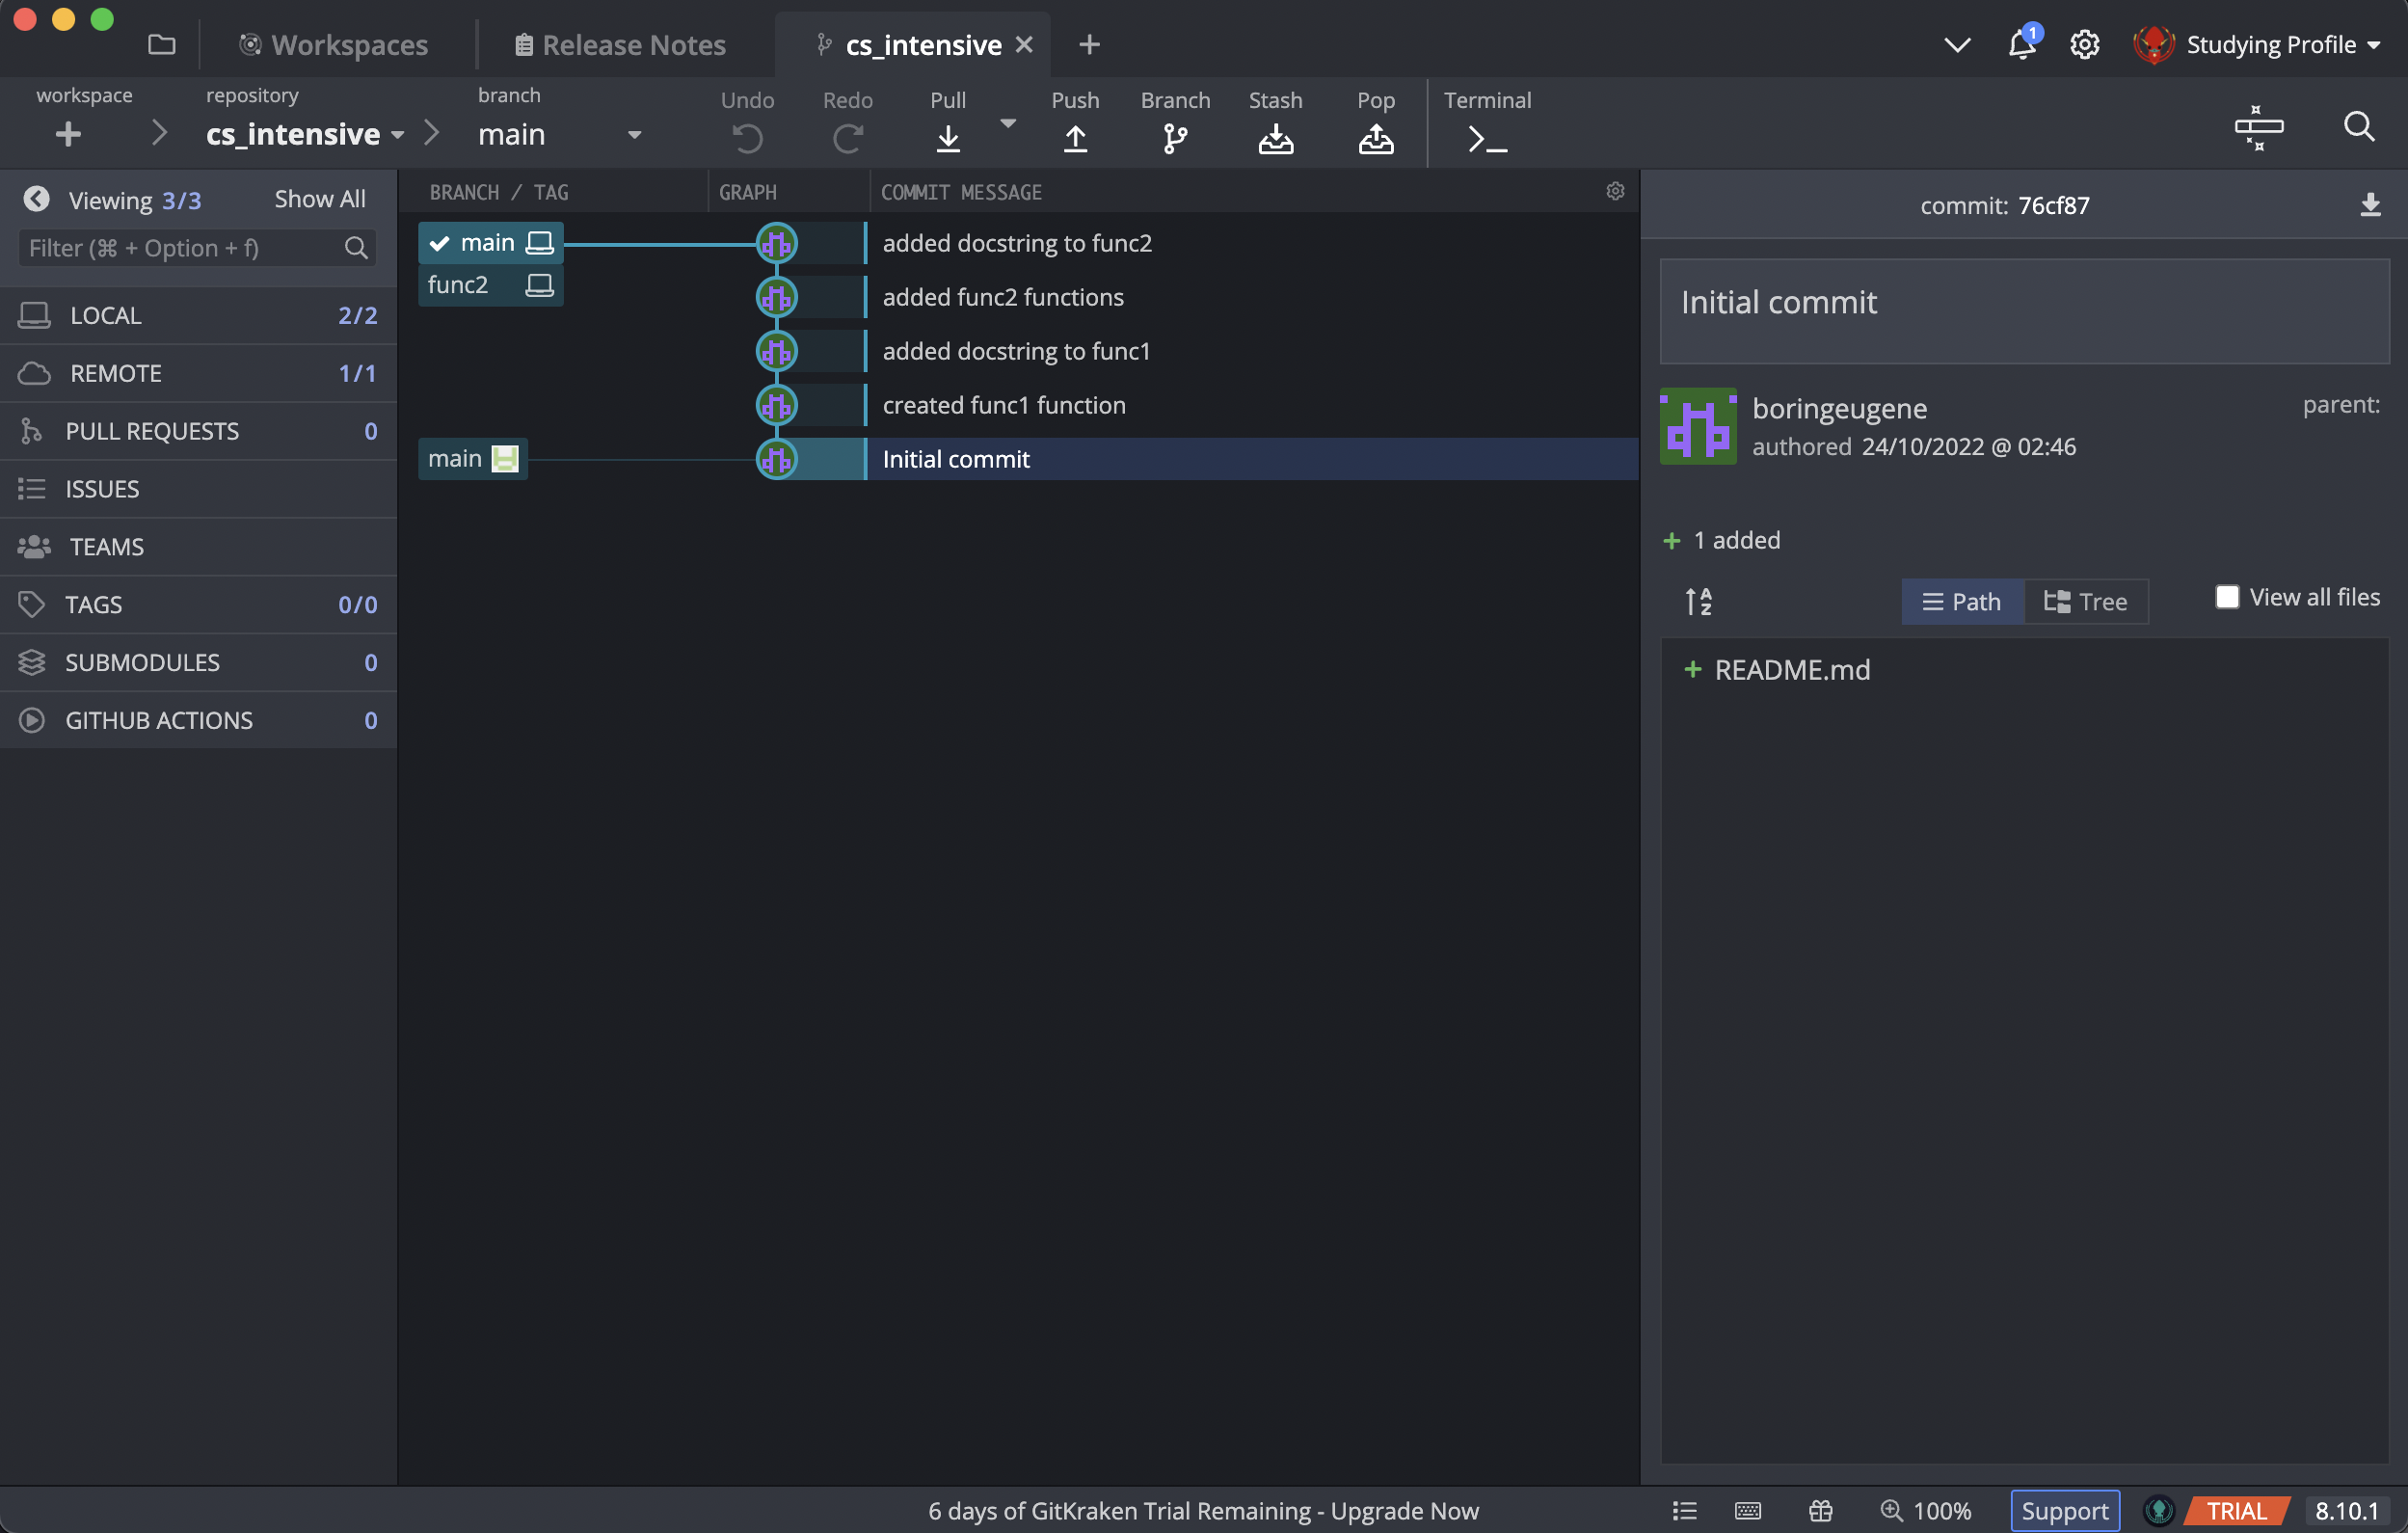 Workspaces
Release Notes
cs_intensive
1
Studying Profile
workspace
repository
branch
cs_intensive
main
Undo
Redo
Pull
Push
Branch
Stash
Pop
Terminal
Viewing 3/3
Show All
Filter (⌘ + Option + f)
LOCAL 2/2
REMOTE 1/1
PULL REQUESTS 0
ISSUES
TEAMS
TAGS 0/0
SUBMODULES 0
GITHUB ACTIONS 0
BRANCH / TAG
GRAPH
COMMIT MESSAGE
main
added docstring to func2
func2
added func2 functions
added docstring to func1
created func1 function
main
Initial commit
commit: 76cf87
Initial commit
boringeugene
parent:
authored 24/10/2022 @ 02:46
1 added
A
Z
Path
Tree
View all files
README.md
6 days of GitKraken Trial Remaining - Upgrade Now
100%
Support
TRIAL
8.10.1